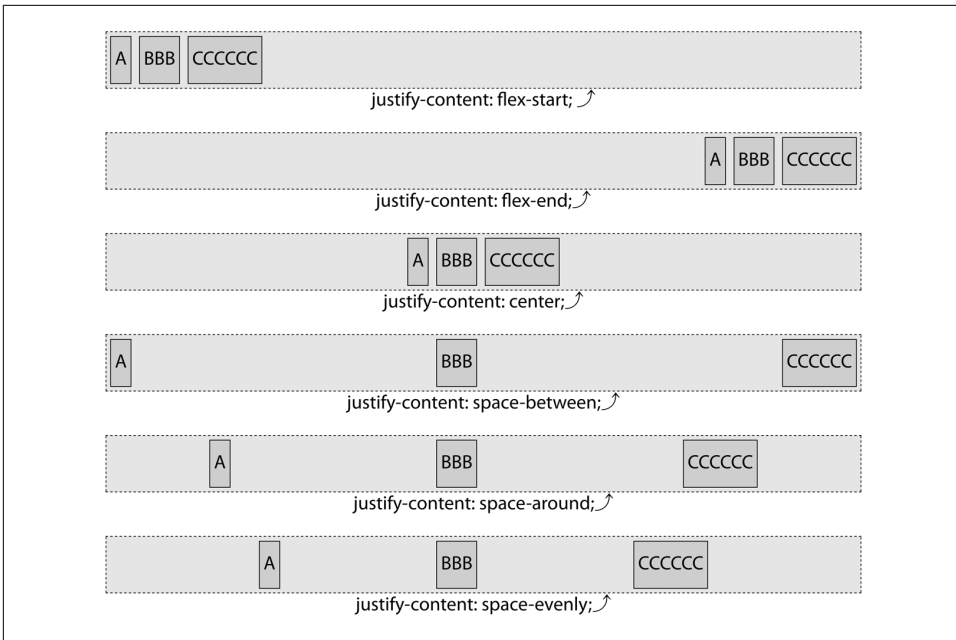 A BBB CCCCCC
justify-content: flex-start;
A BBB CCCCCC
justify-content: flex-end;
A BBB CCCCCC
justify-content: center;
A BBB CCCCCC
justify-content: space-between;
A BBB CCCCCC
justify-content: space-around;
A BBB CCCCCC
justify-content: space-evenly;